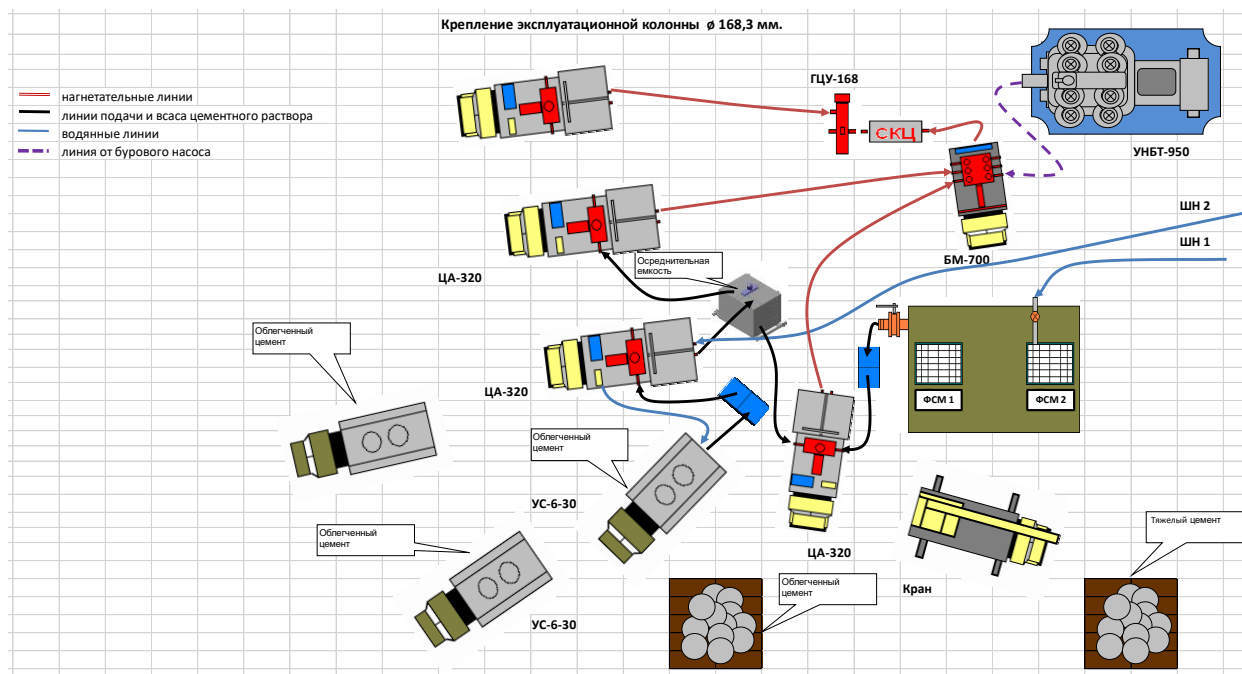 Крепление эксплуатационной колонны ø 168,3 мм.
нагнетательные линии
линии подачи и всаса цементного раствора
водянные линии
линия от бурового насоса
ГЦУ-168
СКЦ
УНБТ-950
БМ-700
ШН 2
ШН 1
ЦА-320
Осреднительная
емкость
Облегченный
цемент
ЦА-320
ФСМ 1
ФСМ 2
Облегченный
цемент
УС-6-30
Облегченный
цемент
ЦА-320
Тяжелый цемент
Кран
Облегченный
цемент
УС-6-30